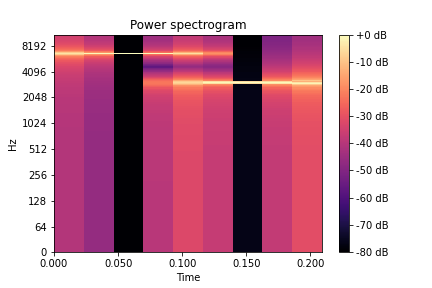 Power spectrogram
Hz
8192
4096
2048
1024
512
256
128
64
0
0.000 0.050 0.100 0.150 0.200
Time
+0 dB
-10 dB
-20 dB
-30 dB
-40 dB
-50 dB
-60 dB
-70 dB
-80 dB